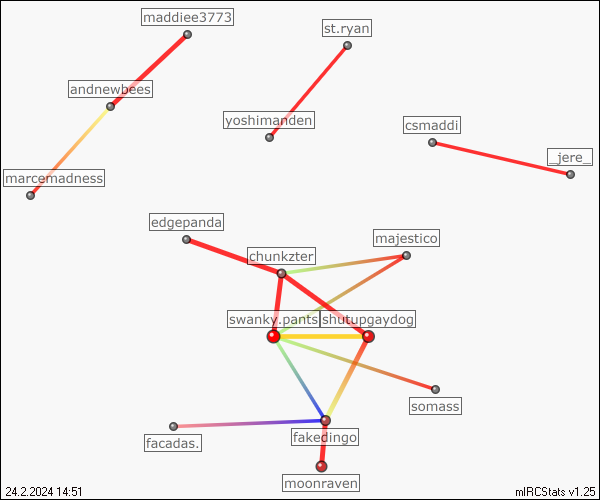 maddiee3773
st.ryan
andnewbees
yoshimanden
csmaddi
_jere_
marcemadness
edgepanda
majestico
chunkzter
swanky.pants
shutupgaydog
somass
fakedingo
facadas.
moonraven
24.2.2024 14:51
mIRCStats v1.25